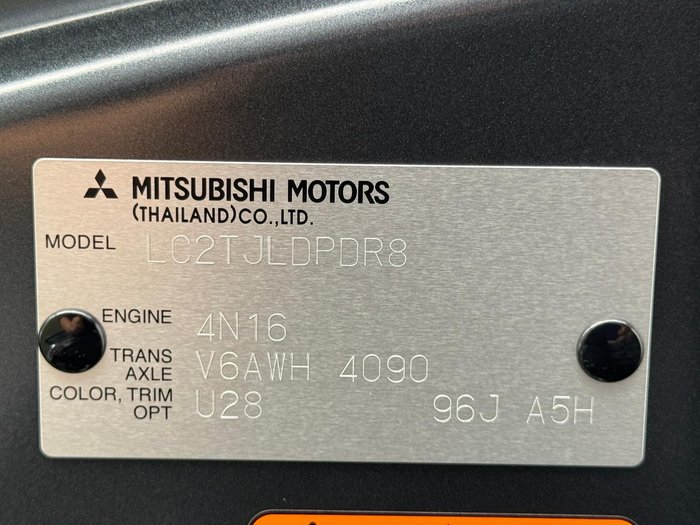 MITSUBISHI MOTORS
(THAILAND)CO.,LTD.
MODEL LC2TJLDPDR8
ENGINE 4N16
TRANS AXLE V6AWH 4090
COLOR, TRIM OPT U28 96J A5H